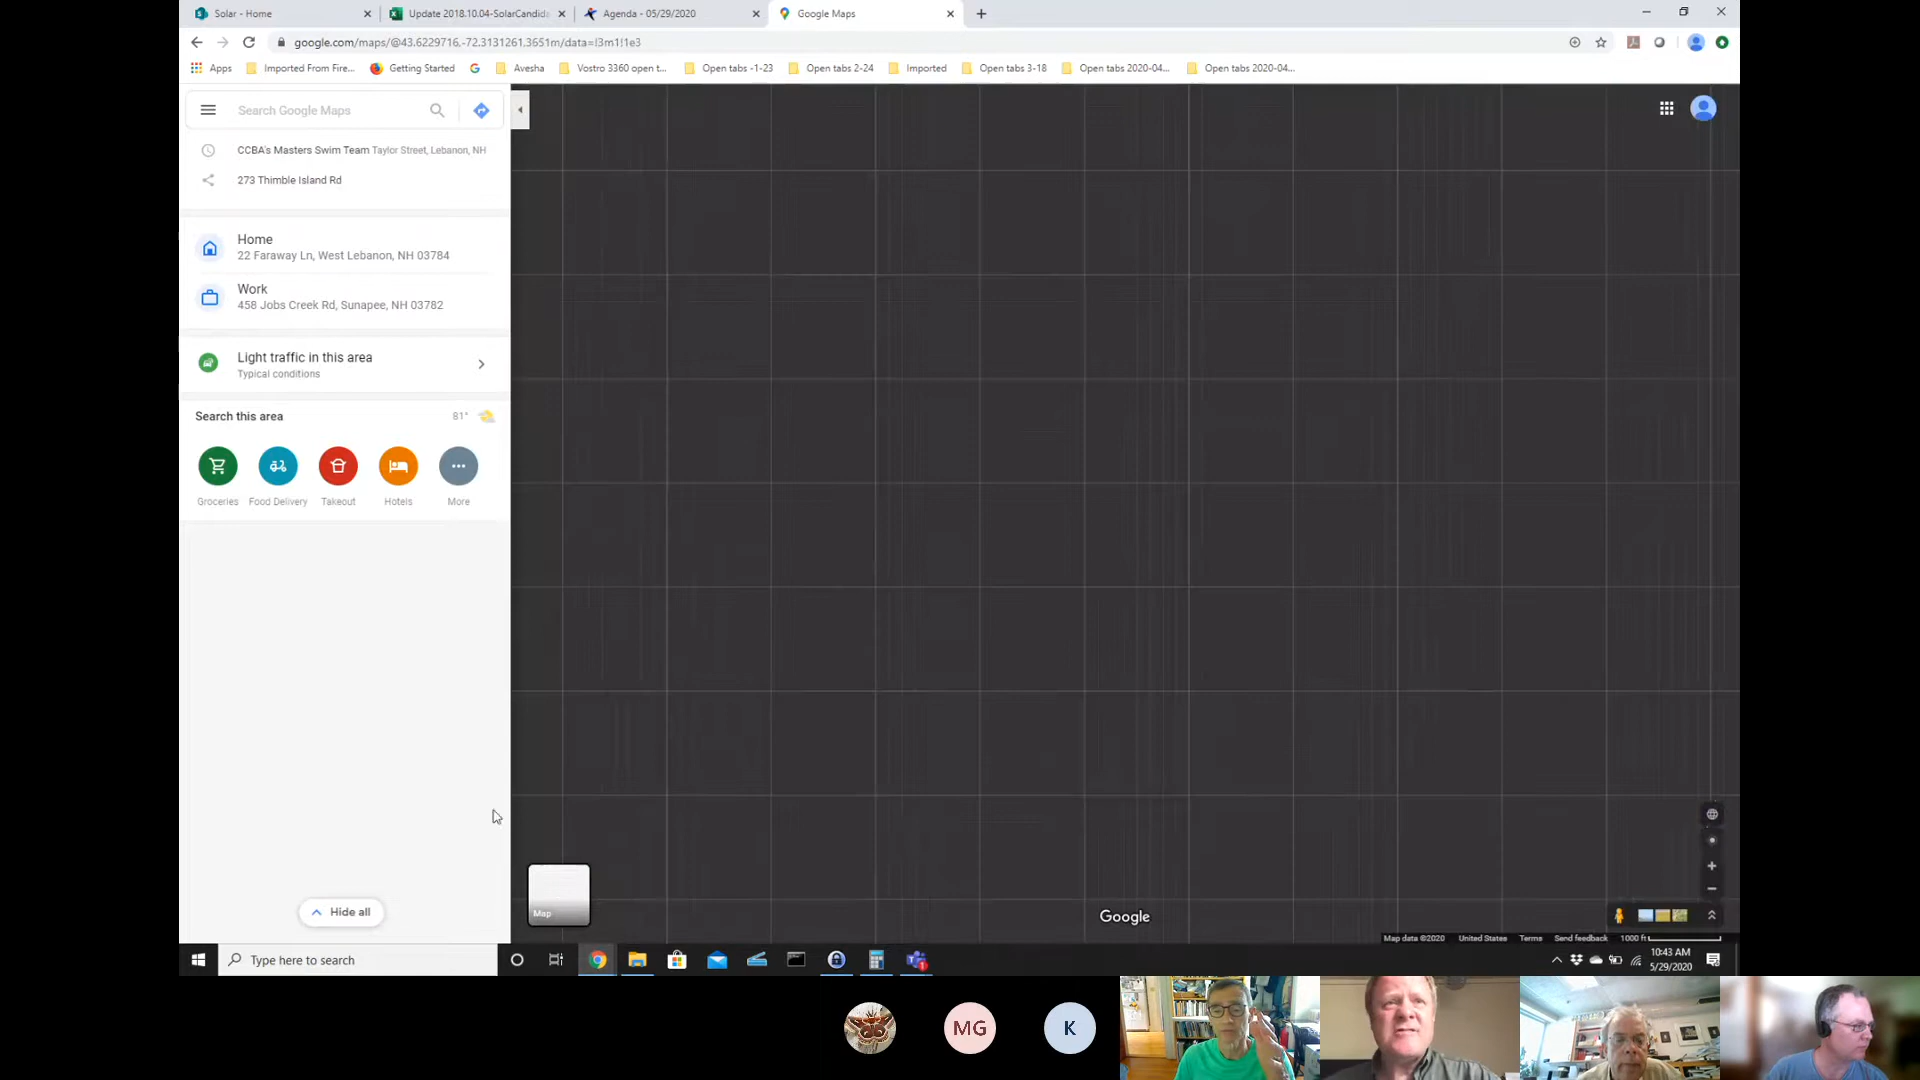 Solar - Home
Update 2018.10.04-SolarCandida
Agenda - 05/29/2020
Google Maps
google.com/maps/@43.6229716,-72.3131261,3651m/data=!3m1!1e3
Apps
Imported From Fire...
Getting Started
Avesha
Vostro 3360 open t...
Open tabs -1-23
Open tabs 2-24
Imported
Open tabs 3-18
Open tabs 2020-04...
Open tabs 2020-04...
Search Google Maps
CCBA's Masters Swim Team Taylor Street, Lebanon, NH
273 Thimble Island Rd
Home
22 Faraway Ln, West Lebanon, NH 03784
Work
458 Jobs Creek Rd, Sunapee, NH 03782
Light traffic in this area
Typical conditions
Search this area
81°
Groceries
Food Delivery
Takeout
Hotels
More
Hide all
Map
Google
Map data ©2020
United States
Terms
Send feedback
1000 ft
Type here to search
10:43 AM
5/29/2020
MG
K